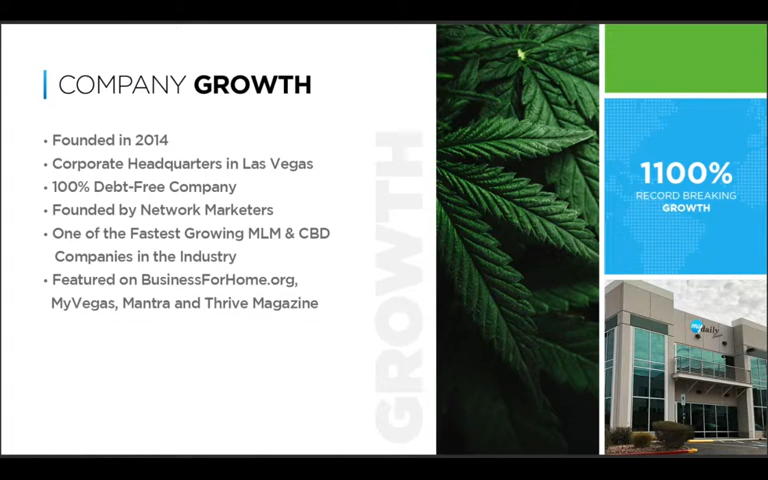 COMPANY GROWTH
• Founded in 2014
• Corporate Headquarters in Las Vegas
• 100% Debt-Free Company
• Founded by Network Marketers
• One of the Fastest Growing MLM & CBD
Companies in the Industry
• Featured on BusinessForHome.org,
MyVegas, Mantra and Thrive Magazine
GROWTH
1100%
RECORD BREAKING
GROWTH
my daily